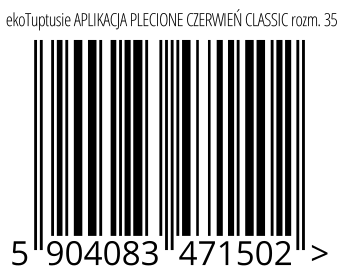 ekoTuptusie APLIKACJA PLECIONE CZERWIEŃ CLASSIC rozm. 35
5 904083 471502 >